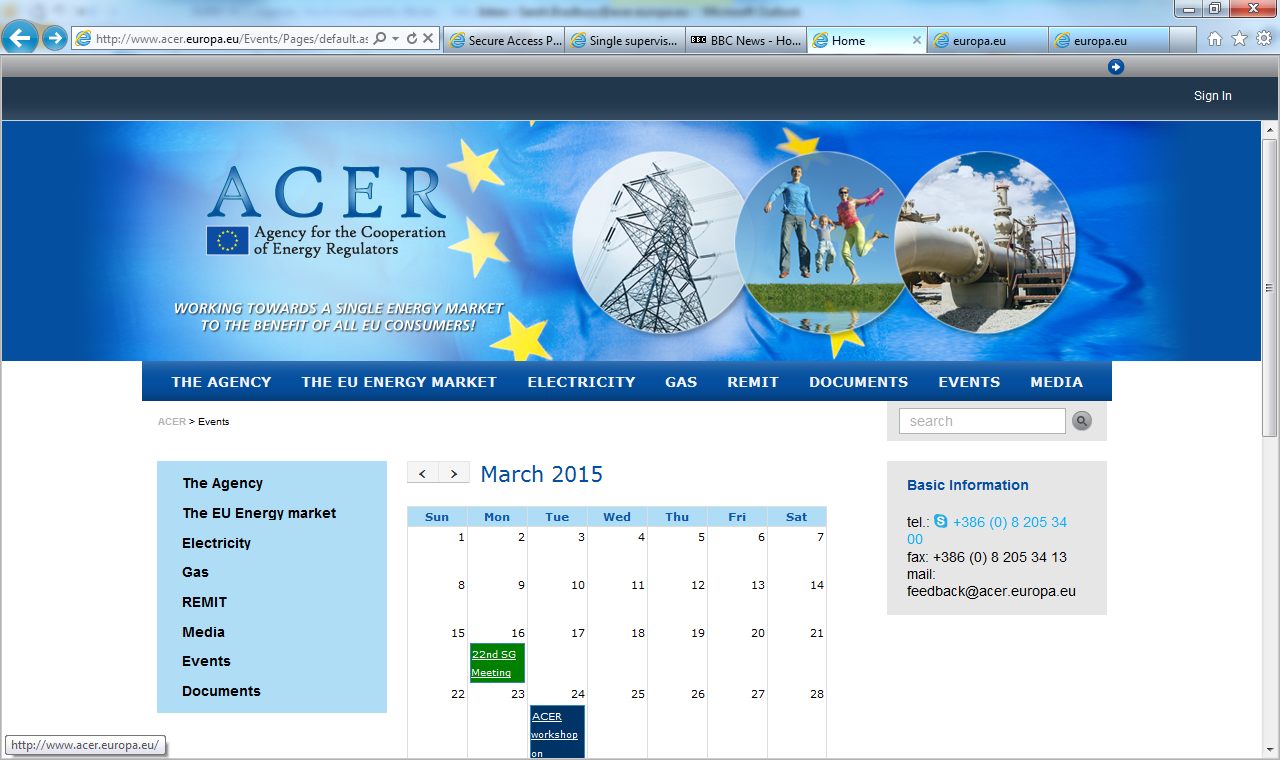 http://www.acer.europa.eu/Events/Pages/default.as
Secure Access P...
Single supervis...
BBC News - Ho...
Home
europa.eu
europa.eu
Sign In
ACER
Agency for the Cooperation
of Energy Regulators
WORKING TOWARDS A SINGLE ENERGY MARKET
TO THE BENEFIT OF ALL EU CONSUMERS!
THE AGENCY THE EU ENERGY MARKET ELECTRICITY GAS REMIT DOCUMENTS EVENTS MEDIA
ACER > Events
search
The Agency
The EU Energy market
Electricity
Gas
REMIT
Media
Events
Documents
March 2015
Sun Mon Tue Wed Thu Fri Sat
1 2 3 4 5 6 7
8 9 10 11 12 13 14
15 16 17 18 19 20 21
22nd SG
Meeting
22 23 24 25 26 27 28
ACER
workshop
on
Basic Information
tel.: +386 (0) 8 205 34
00
fax: +386 (0) 8 205 34 13
mail:
feedback@acer.europa.eu
http://www.acer.europa.eu/